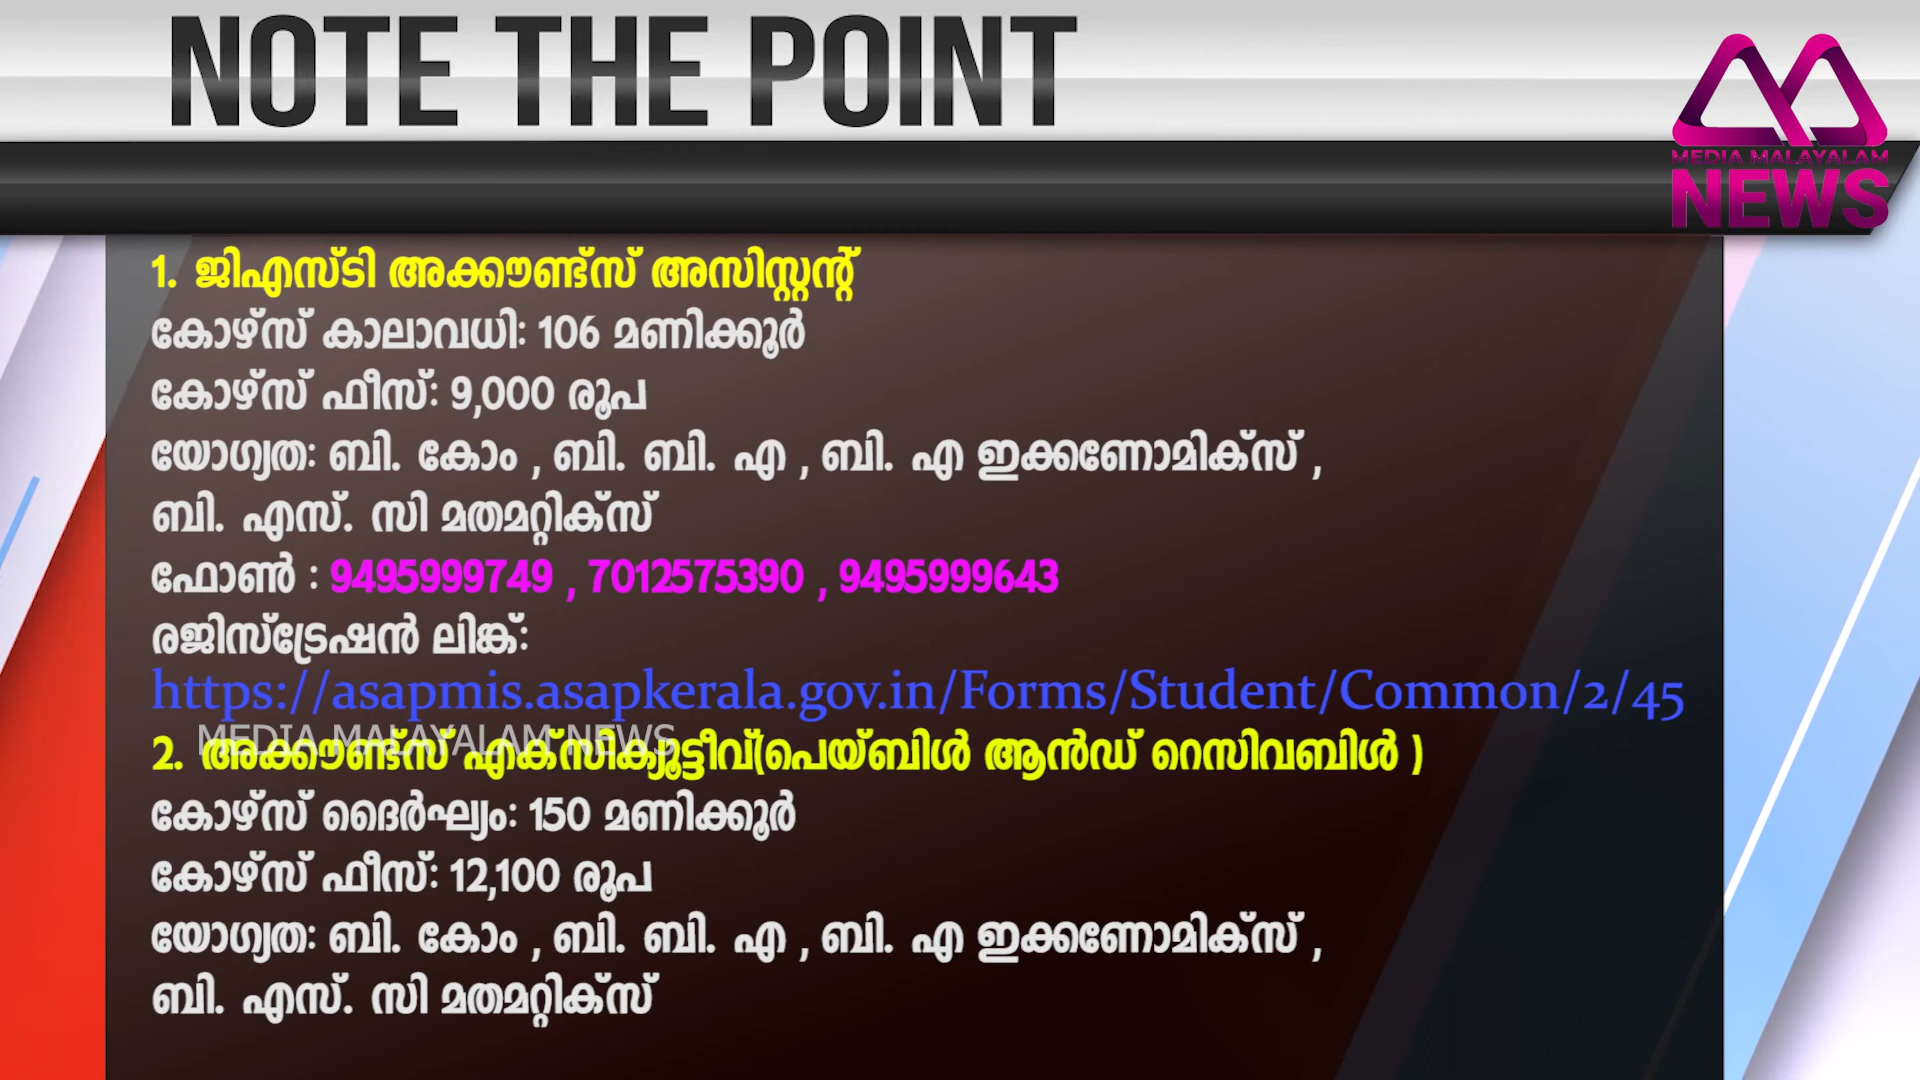 NOTE THE POINT
MEDIA MALAYALAM
NEWS
1. ജിഎസ്ടി അക്കൗണ്ട്സ് അസിസ്റ്റന്റ്
കോഴ്സ് കാലാവധി: 106 മണിക്കൂർ
കോഴ്സ് ഫീസ്: 9,000 രൂപ
യോഗ്യത: ബി. കോം , ബി. ബി. എ , ബി. എ ഇക്കണോമിക്സ് ,
ബി. എസ്. സി മതമറ്റിക്സ്
ഫോൺ : 9495999749 , 7012575390 , 9495999643
രജിസ്ട്രേഷൻ ലിങ്ക്:
https://asapmis.asapkerala.gov.in/Forms/Student/Common/2/45
MEDIA MALAYALAM NEWS
2. അക്കൗണ്ട്സ് എക്സിക്യൂട്ടീവ്(പെയ്ബിൾ ആൻഡ് റെസിവബിൾ )
കോഴ്സ് ദൈർഘ്യം: 150 മണിക്കൂർ
കോഴ്സ് ഫീസ്: 12,100 രൂപ
യോഗ്യത: ബി. കോം , ബി. ബി. എ , ബി. എ ഇക്കണോമിക്സ് ,
ബി. എസ്. സി മതമറ്റിക്സ്